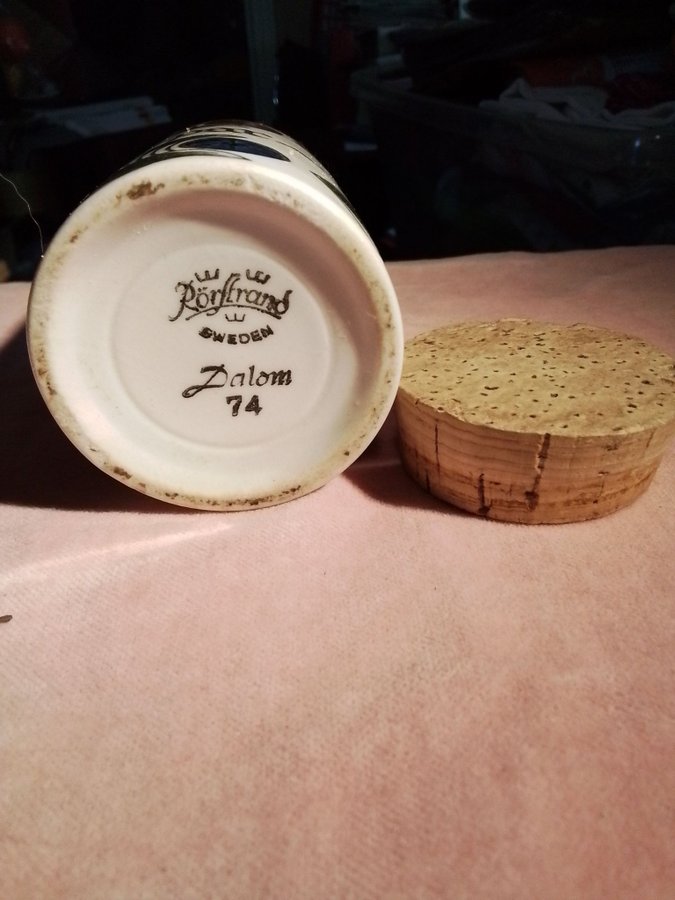 Rörstrand
SWEDEN
Dalom
74